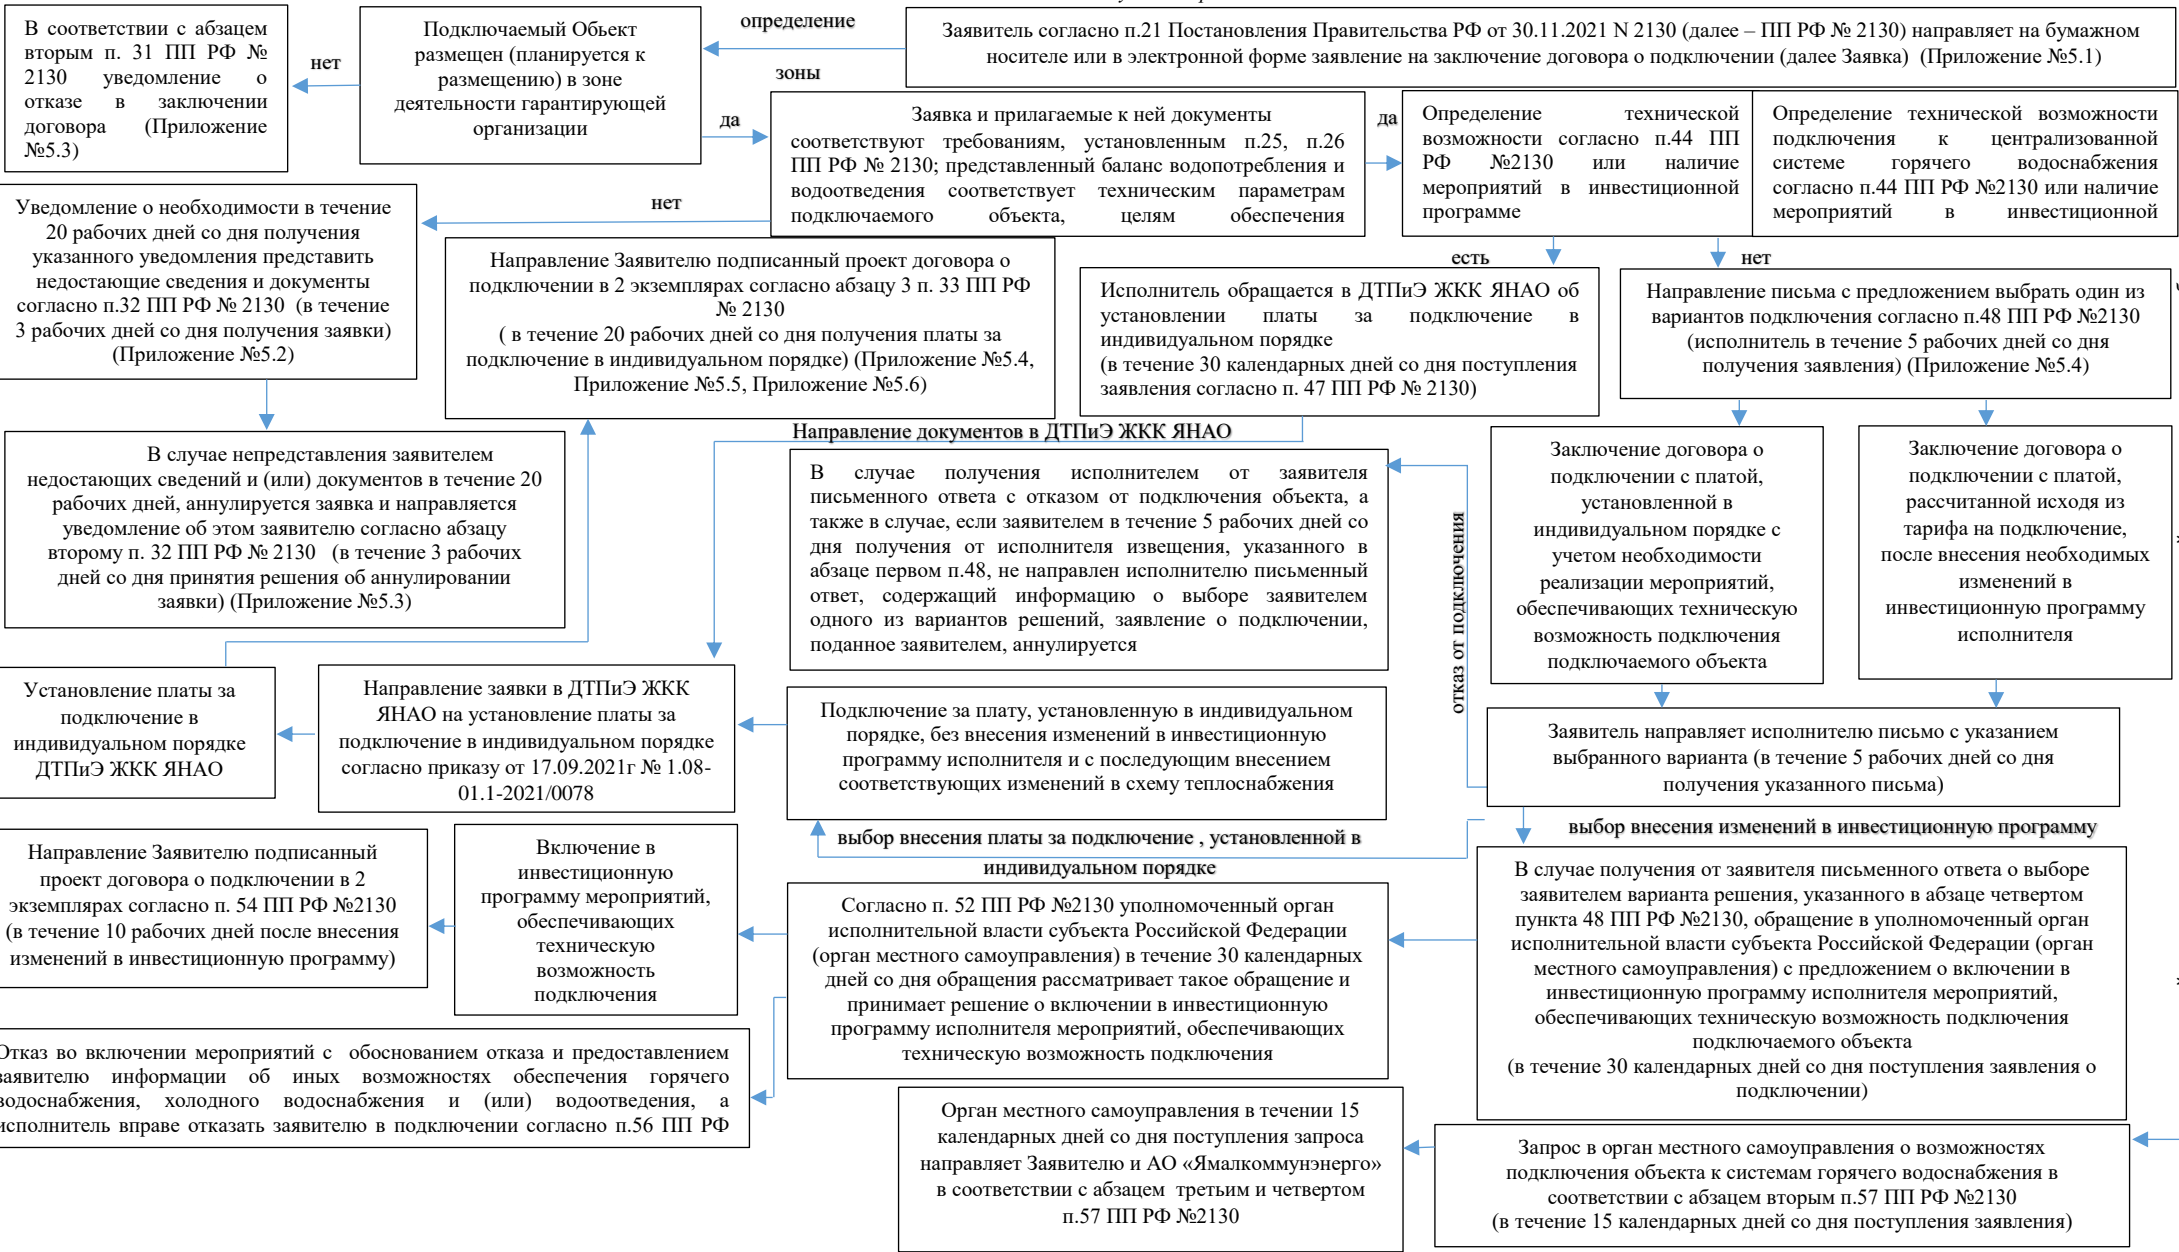 определение
Заявитель согласно п.21 Постановления Правительства РФ от 30.11.2021 N 2130 (далее – ПП РФ № 2130) направляет на бумажном
носителе или в электронной форме заявление на заключение договора о подключении (далее Заявка) (Приложение №5.1)
зоны
Подключаемый Обьект
размещен (планируется к
размещению) в зоне
деятельности гарантирующей
организации
нет
В соответствии с абзацем
вторым п. 31 ПП РФ №
2130 уведомление о
отказе в заключении
договора (Приложение
№5.3)
да
Заявка и прилагаемые к ней документы
соответствуют требованиям, установленным п.25, п.26
ПП РФ № 2130; представленный баланс водопотребления и
водоотведения соответствует техническим параметрам
подключаемого объекта, целям обеспечения
да
Определение технической
возможности согласно п.44 ПП
РФ №2130 или наличие
мероприятий в инвестиционной
программе
Определение технической возможности
подключения к централизованной
системе горячего водоснабжения
согласно п.44 ПП РФ №2130 или наличие
мероприятий в инвестиционной
нет
Уведомление о необходимости в течение
20 рабочих дней со дня получения
указанного уведомления представить
недостающие сведения и документы
согласно п.32 ПП РФ № 2130 (в течение
3 рабочих дней со дня получения заявки)
(Приложение №5.2)
Направление Заявителю подписанный проект договора о
подключении в 2 экземплярах согласно абзацу 3 п. 33 ПП РФ
№ 2130
( в течение 20 рабочих дней со дня получения платы за
подключение в индивидуальном порядке) (Приложение №5.4,
Приложение №5.5, Приложение №5.6)
есть
Исполнитель обращается в ДТПиЭ ЖКК ЯНАО об
установлении платы за подключение в
индивидуальном порядке
(в течение 30 календарных дней со дня поступления
заявления согласно п. 47 ПП РФ № 2130)
нет
Направление письма с предложением выбрать один из
вариантов подключения согласно п.48 ПП РФ №2130
(исполнитель в течение 5 рабочих дней со дня
получения заявления) (Приложение №5.4)
Направление документов в ДТПиЭ ЖКК ЯНАО
В случае непредставления заявителем
недостающих сведений и (или) документов в течение 20
рабочих дней, аннулируется заявка и направляется
уведомление об этом заявителю согласно абзацу
второму п. 32 ПП РФ № 2130 (в течение 3 рабочих
дней со дня принятия решения об аннулировании
заявки) (Приложение №5.3)
В случае получения исполнителем от заявителя
письменного ответа с отказом от подключения объекта, а
также в случае, если заявителем в течение 5 рабочих дней со
дня получения от исполнителя извещения, указанного в
абзаце первом п.48, не направлен исполнителю письменный
ответ, содержащий информацию о выборе заявителем
одного из вариантов решений, заявление о подключении,
поданное заявителем, аннулируется
отказ от подключения
Заключение договора о
подключении с платой,
установленной в
индивидуальном порядке с
учетом необходимости
реализации мероприятий,
обеспечивающих техническую
возможность подключения
подключаемого объекта
Заключение договора о
подключении с платой,
рассчитанной исходя из
тарифа на подключение,
после внесения необходимых
изменений в
инвестиционную программу
исполнителя
Установление платы за
подключение в
индивидуальном порядке
ДТПиЭ ЖКК ЯНАО
Направление заявки в ДТПиЭ ЖКК
ЯНАО на установление платы за
подключение в индивидуальном порядке
согласно приказу от 17.09.2021г № 1.08-
01.1-2021/0078
Подключение за плату, установленную в индивидуальном
порядке, без внесения изменений в инвестиционную
программу исполнителя и с последующим внесением
соответствующих изменений в схему теплоснабжения
Заявитель направляет исполнителю письмо с указанием
выбранного варианта (в течение 5 рабочих дней со дня
получения указанного письма)
выбор внесения платы за подключение , установленной в
индивидуальном порядке
выбор внесения изменений в инвестиционную программу
Направление Заявителю подписанный
проект договора о подключении в 2
экземплярах согласно п. 54 ПП РФ №2130
(в течение 10 рабочих дней после внесения
изменений в инвестиционную программу)
Включение в
инвестиционную
программу мероприятий,
обеспечивающих
техническую
возможность
подключения
Согласно п. 52 ПП РФ №2130 уполномоченный орган
исполнительной власти субъекта Российской Федерации
(орган местного самоуправления) в течение 30 календарных
дней со дня обращения рассматривает такое обращение и
принимает решение о включении в инвестиционную
программу исполнителя мероприятий, обеспечивающих
техническую возможность подключения
В случае получения от заявителя письменного ответа о выборе
заявителем варианта решения, указанного в абзаце четвертом
пункта 48 ПП РФ №2130, обращение в уполномоченный орган
исполнительной власти субъекта Российской Федерации (орган
местного самоуправления) с предложением о включении в
инвестиционную программу исполнителя мероприятий,
обеспечивающих техническую возможность подключения
подключаемого объекта
(в течение 30 календарных дней со дня поступления заявления о
подключении)
Отказ во включении мероприятий с обоснованием отказа и предоставлением
заявителю информации об иных возможностях обеспечения горячего
водоснабжения, холодного водоснабжения и (или) водоотведения, а
исполнитель вправе отказать заявителю в подключении согласно п.56 ПП РФ
Орган местного самоуправления в течении 15
календарных дней со дня поступления запроса
направляет Заявителю и АО «Ямалкоммунэнерго»
в соответствии с абзацем третьим и четвертом
п.57 ПП РФ №2130
Запрос в орган местного самоуправления о возможностях
подключения объекта к системам горячего водоснабжения в
соответствии с абзацем вторым п.57 ПП РФ №2130
(в течение 15 календарных дней со дня поступления заявления)